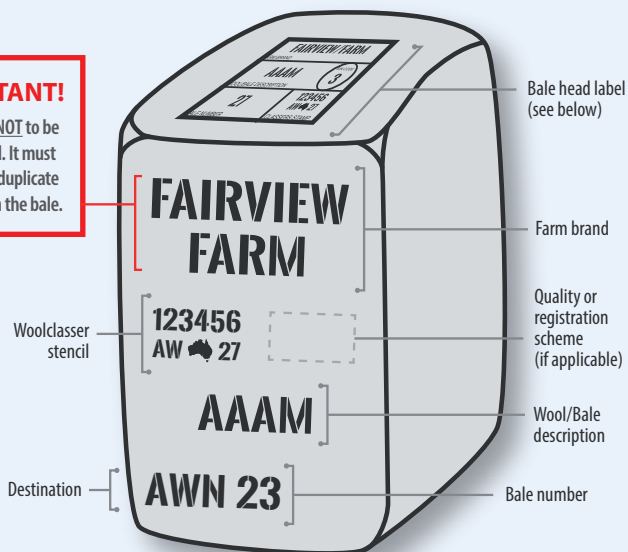 TANT!
NOT to be
. It must
duplicate
n the bale.
FAIRVIEW FARM
AAAM
3
27
123456
AW 27
Bale head label
(see below)
FAIRVIEW
FARM
Farm brand
Woolclasser
stencil
123456
AW 27
Quality or
registration
scheme
(if applicable)
AAAM
Wool/Bale
description
Destination
AWN 23
Bale number